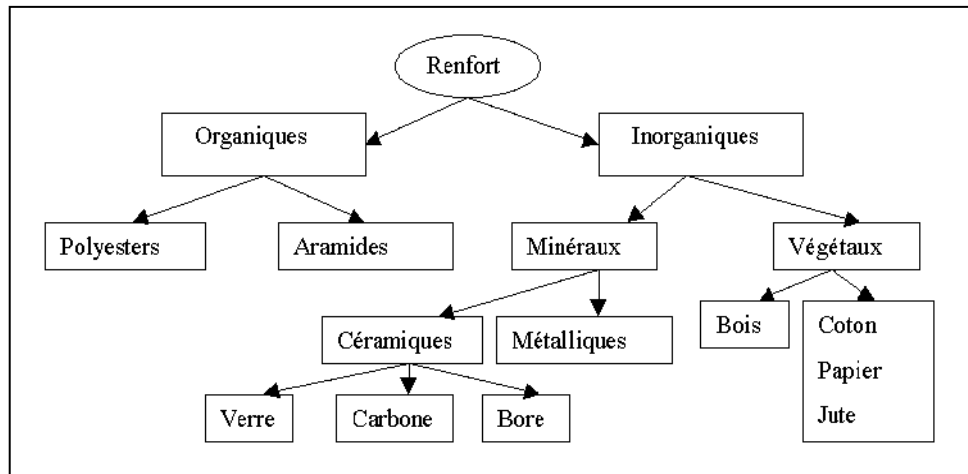 Renfort
Organiques
Inorganiques
Polyesters
Aramides
Minéraux
Végétaux
Céramiques
Métalliques
Bois
Coton
Papier
Jute
Verre
Carbone
Bore